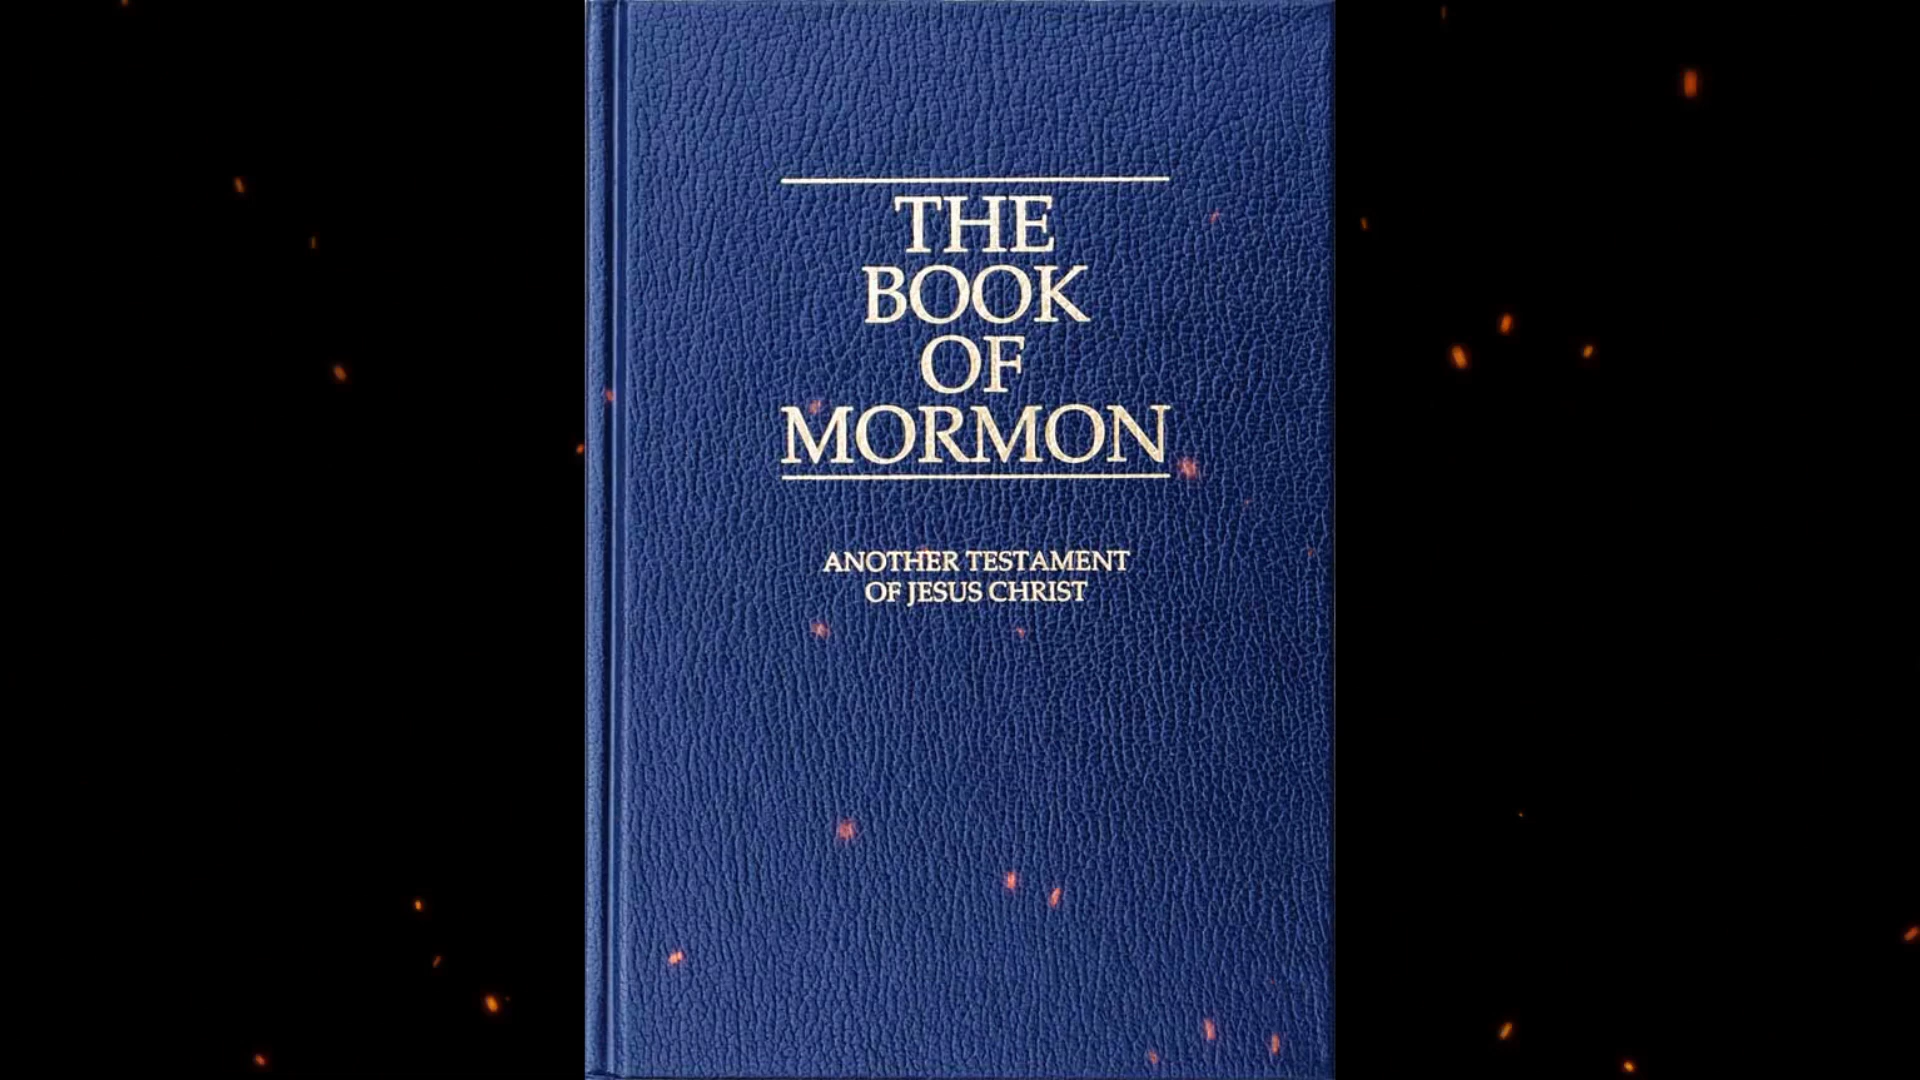 THE
BOOK
OF
MORMON
ANOTHER TESTAMENT
OF JESUS CHRIST